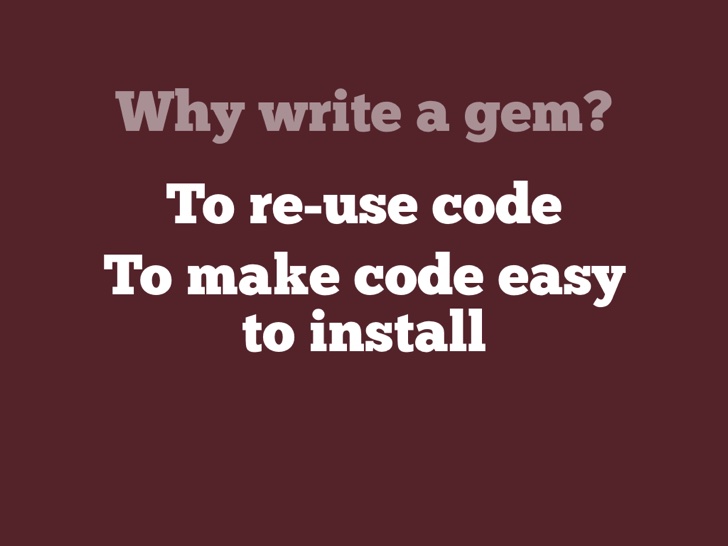 Why write a gem?
To re-use code
To make code easy
to install